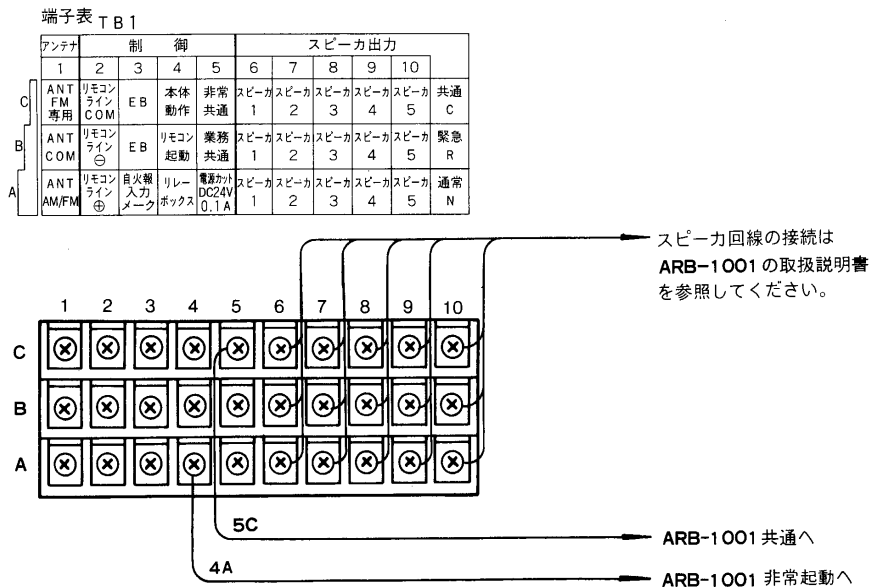 端子表 TB1
アンテナ 制御 スピーカ出力
1 2 3 4 5 6 7 8 9 10
C ANT FM 専用 リモコンライン COM EB 本体動作 非常共通 スピーカ 1 スピーカ 2 スピーカ 3 スピーカ 4 スピーカ 5 共通 C
B ANT COM リモコンライン ⊖ EB リモコン起動 業務共通 スピーカ 1 スピーカ 2 スピーカ 3 スピーカ 4 スピーカ 5 緊急 R
A ANT AM/FM リモコンライン ⊕ 自火報入力メーク リレーボックス 電源カット DC24V 0.1A スピーカ 1 スピーカ 2 スピーカ 3 スピーカ 4 スピーカ 5 通常 N
スピーカ回線の接続は
ARB-1001の取扱説明書
を参照してください。
1 2 3 4 5 6 7 8 9 10
C
B
A
5C
ARB-1001共通へ
4A
ARB-1001非常起動へ